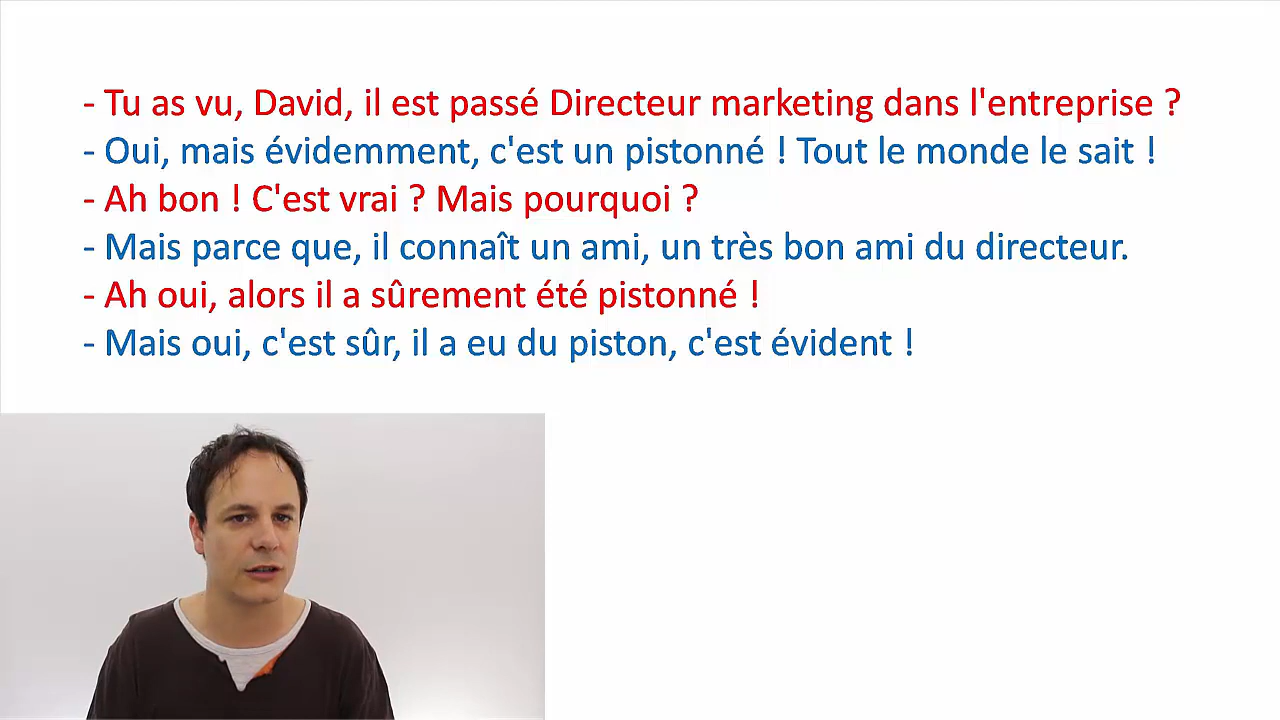 - Tu as vu, David, il est passé Directeur marketing dans l'entreprise ?
- Oui, mais évidemment, c'est un pistonné ! Tout le monde le sait !
- Ah bon ! C'est vrai ? Mais pourquoi ?
- Mais parce que, il connaît un ami, un très bon ami du directeur.
- Ah oui, alors il a sûrement été pistonné !
- Mais oui, c'est sûr, il a eu du piston, c'est évident !